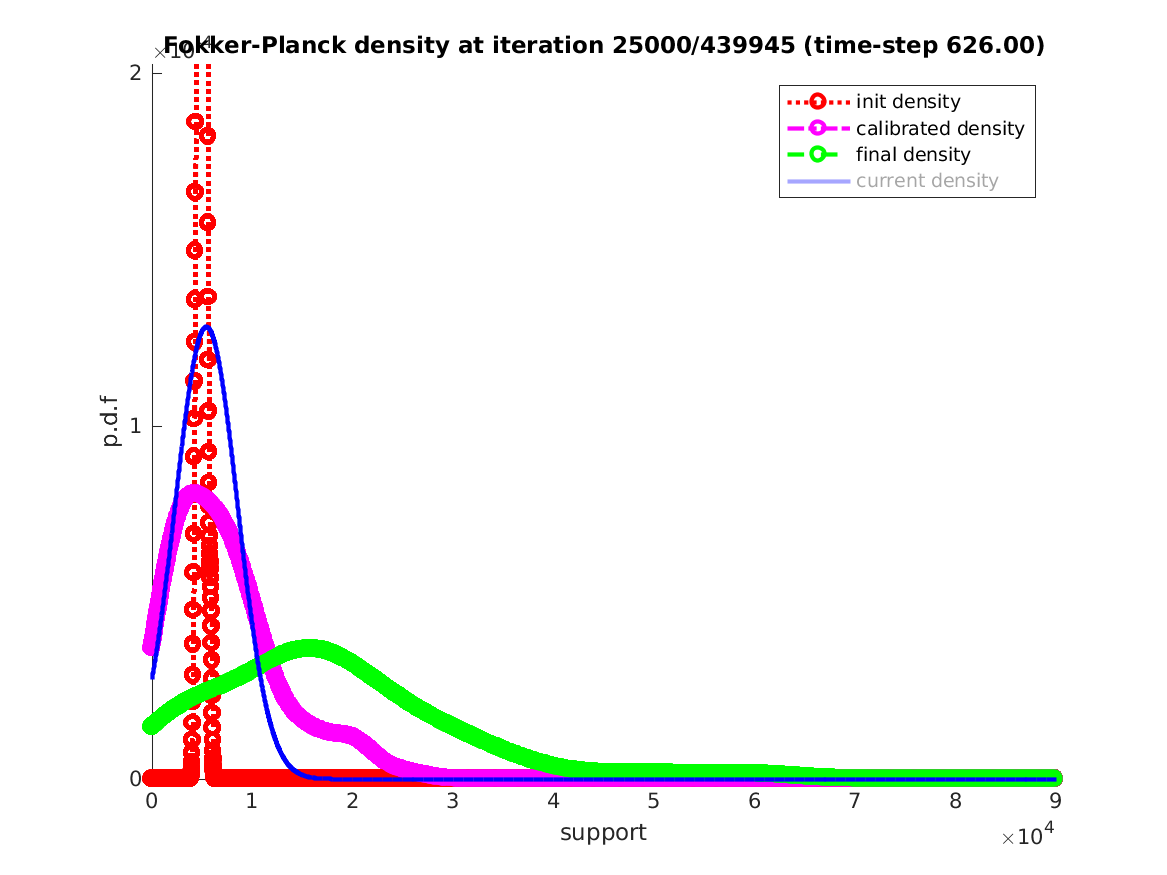 Fokker-Planck density at iteration 25000/439945 (time-step 626.00)
2
1
0
p.d.f
init density
calibrated density
final density
current density
0 1 2 3 4 5 6 7 8 9
support
×10^4